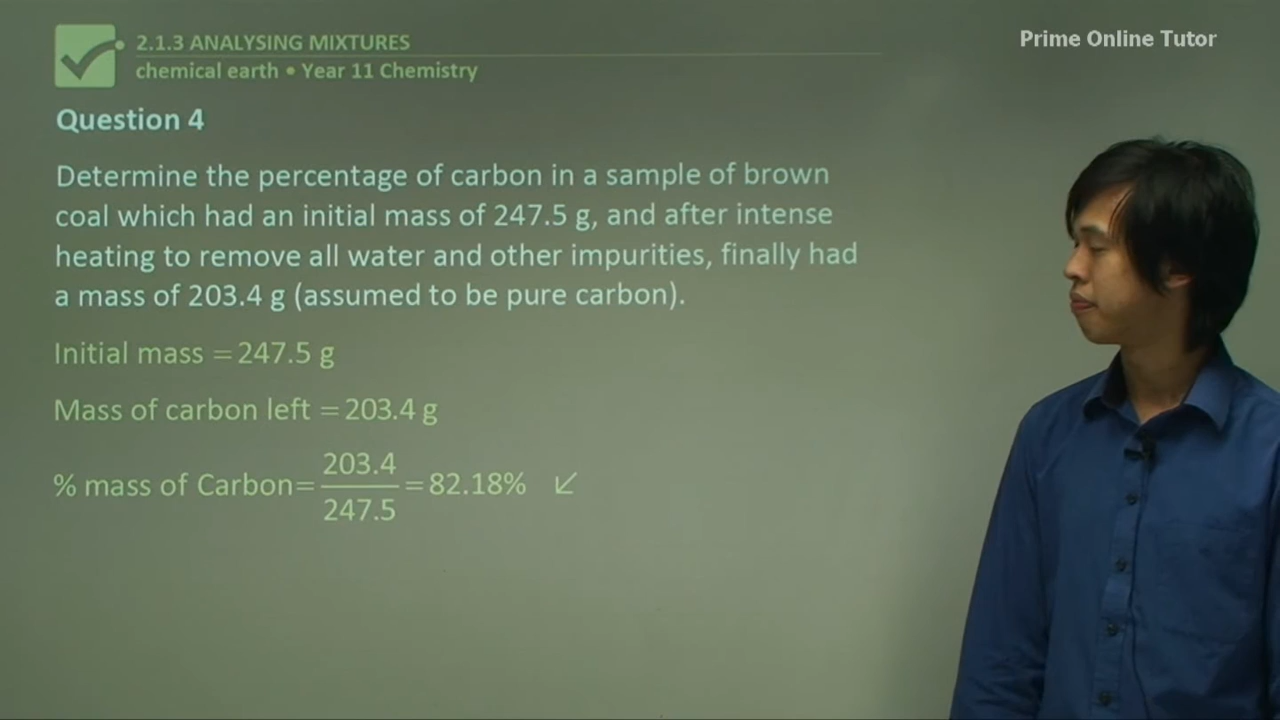 2.1.3 ANALYSING MIXTURES
chemical earth • Year 11 Chemistry
Prime Online Tutor
Question 4
Determine the percentage of carbon in a sample of brown
coal which had an initial mass of 247.5 g, and after intense
heating to remove all water and other impurities, finally had
a mass of 203.4 g (assumed to be pure carbon).
Initial mass = 247.5 g
Mass of carbon left = 203.4 g
% mass of Carbon= 203.4/247.5 = 82.18% ↙